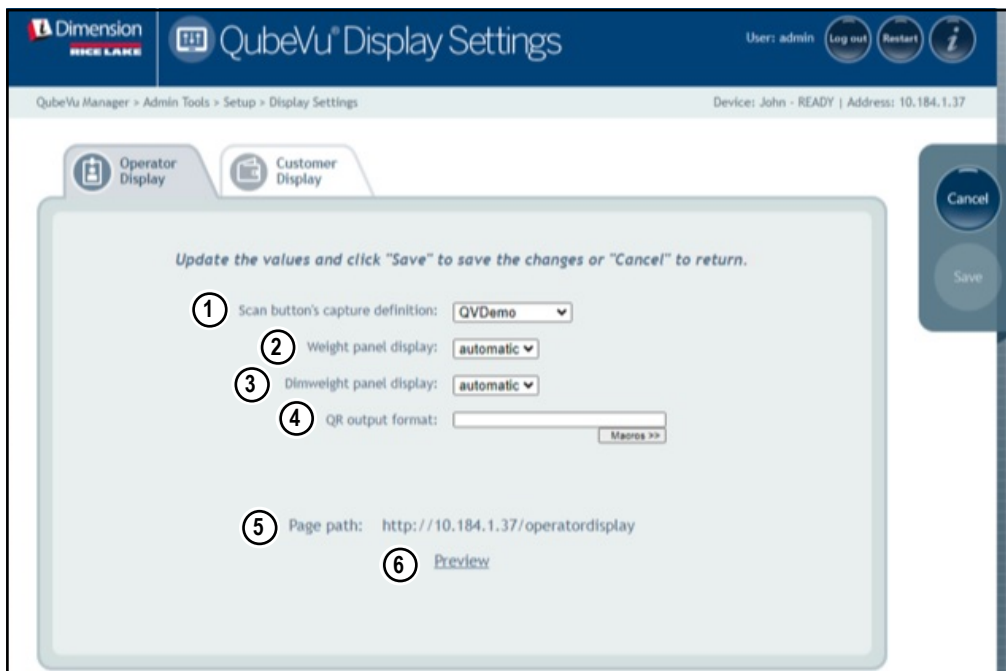 Dimension
RICE LAKE
QubeVu® Display Settings
User: admin
Log out
Restart
i
QubeVu Manager > Admin Tools > Setup > Display Settings
Device: John - READY | Address: 10.184.1.37
Operator
Display
Customer
Display
Cancel
Save
Update the values and click "Save" to save the changes or "Cancel" to return.
1 Scan button's capture definition: QVDemo
2 Weight panel display: automatic
3 Dimweight panel display: automatic
4 QR output format:
Macros >>
5 Page path: http://10.184.1.37/operatordisplay
6 Preview